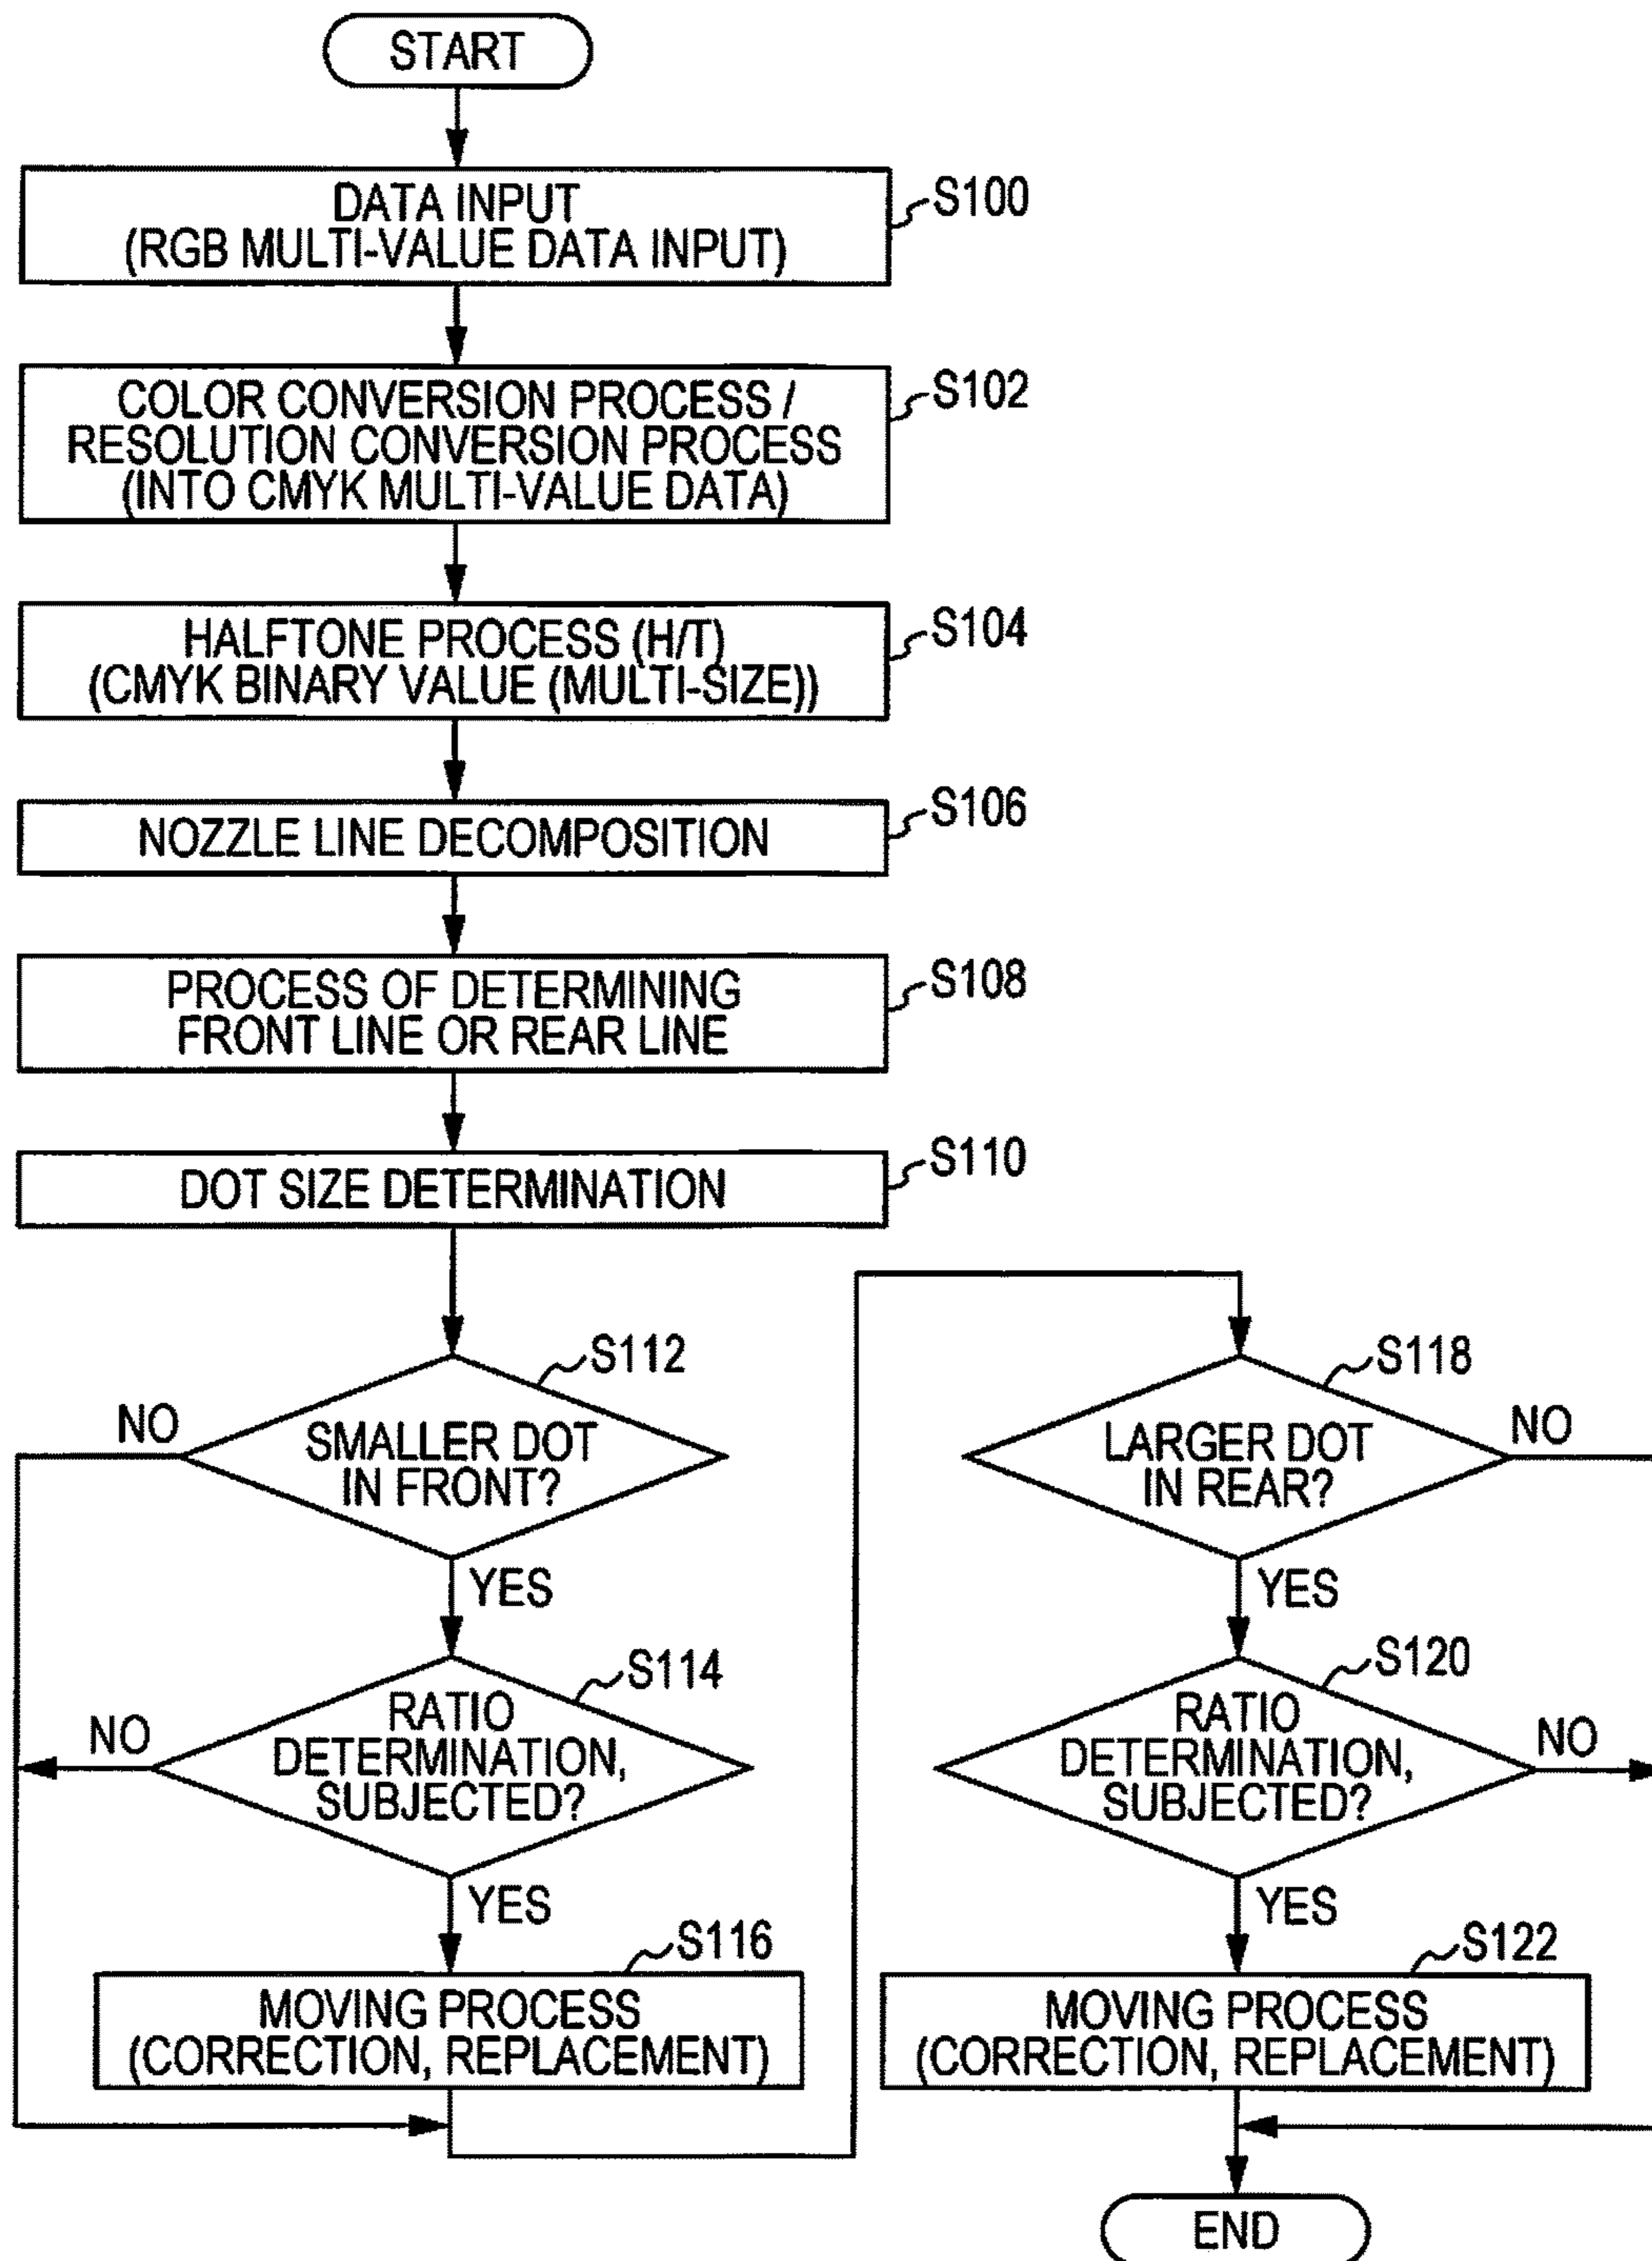 START
DATA INPUT
(RGB MULTI-VALUE DATA INPUT)
S100
COLOR CONVERSION PROCESS /
RESOLUTION CONVERSION PROCESS
(INTO CMYK MULTI-VALUE DATA)
S102
HALFTONE PROCESS (H/T)
(CMYK BINARY VALUE (MULTI-SIZE))
S104
NOZZLE LINE DECOMPOSITION
S106
PROCESS OF DETERMINING
FRONT LINE OR REAR LINE
S108
DOT SIZE DETERMINATION
S110
S112
SMALLER DOT
IN FRONT?
NO
YES
S114
RATIO
DETERMINATION,
SUBJECTED?
NO
YES
S116
MOVING PROCESS
(CORRECTION, REPLACEMENT)
S118
LARGER DOT
IN REAR?
NO
YES
S120
RATIO
DETERMINATION,
SUBJECTED?
NO
YES
S122
MOVING PROCESS
(CORRECTION, REPLACEMENT)
END